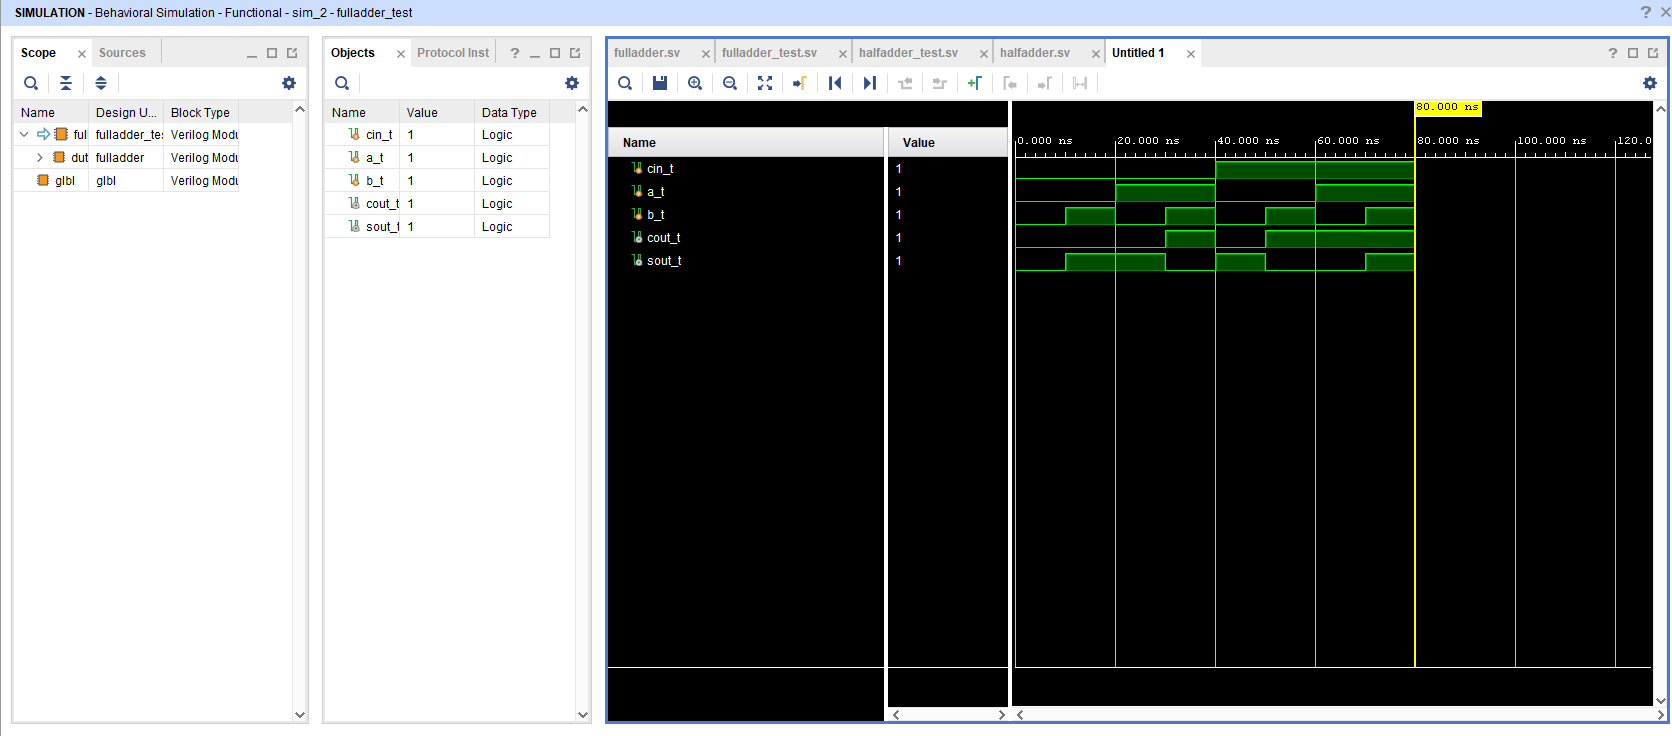 SIMULATION - Behavioral Simulation - Functional - sim_2 - fulladder_test
Scope
Sources
Name Design U... Block Type
ful fulladder_te Verilog Modu
dut fulladder Verilog Modu
glbl glbl Verilog Modu
Objects
Protocol Inst
Name Value Data Type
cin_t 1 Logic
a_t 1 Logic
b_t 1 Logic
cout_t 1 Logic
sout_t 1 Logic
fulladder.sv
fulladder_test.sv
halfadder_test.sv
halfadder.sv
Untitled 1
80.000 ns
Name Value
0.000 ns 20.000 ns 40.000 ns 60.000 ns 80.000 ns 100.000 ns 120.0
cin_t 1
a_t 1
b_t 1
cout_t 1
sout_t 1